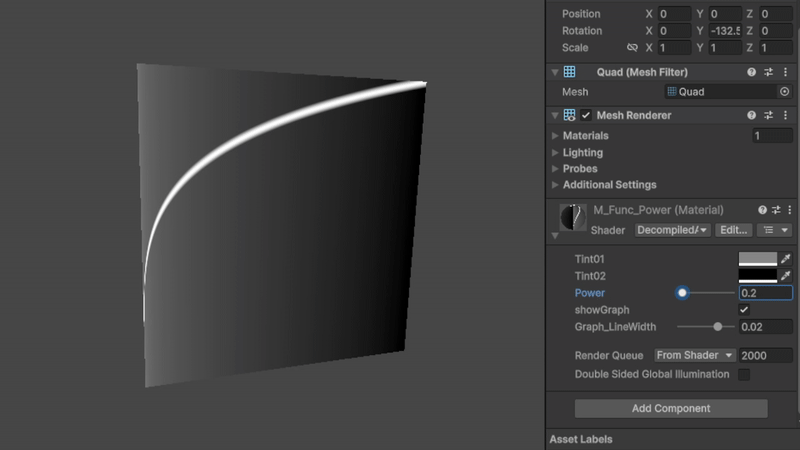 Position X 0 Y 0 Z 0
Rotation X 0 Y -132.5 Z 0
Scale X 1 Y 1 Z 1
Quad (Mesh Filter)
Mesh Quad
Mesh Renderer
Materials 1
Lighting
Probes
Additional Settings
M_Func_Power (Material)
Shader Decompiled/ Edit...
Tint01
Tint02
Power 0.2
showGraph
Graph_LineWidth 0.02
Render Queue From Shader 2000
Double Sided Global Illumination
Add Component
Asset Labels